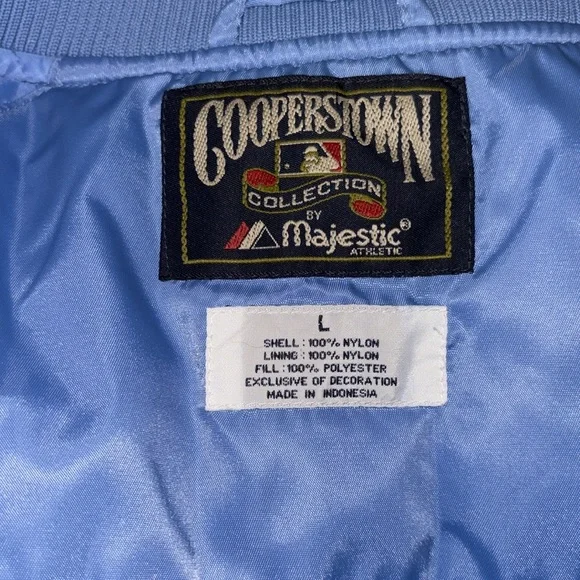 COOPERSTOWN
COLLECTION
BY
Majestic®
ATHLETIC
L
SHELL : 100% NYLON
LINING : 100% NYLON
FILL : 100% POLYESTER
EXCLUSIVE OF DECORATION
MADE IN INDONESIA